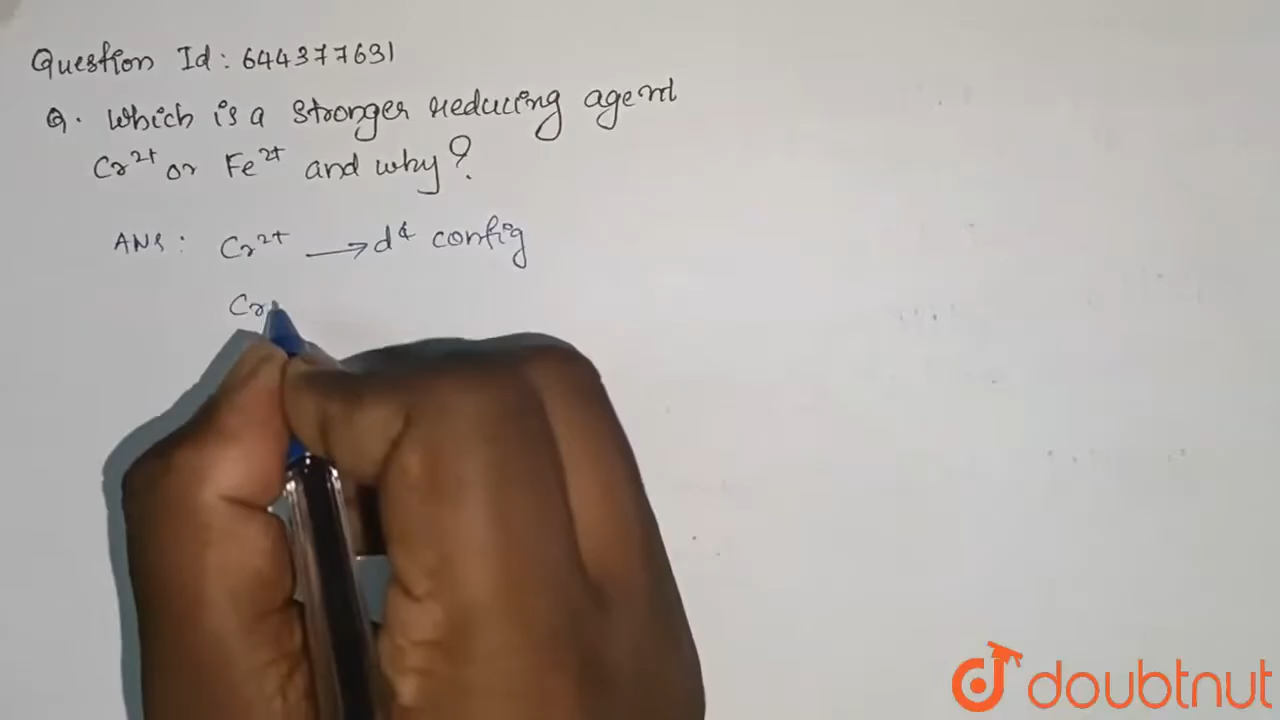 Question Id : 644377631
Q. Which is a stronger reducing agent
Cr²⁺ or Fe²⁺ and why?
ANS : Cr²⁺ → d⁴ config
Cr
doubtnut